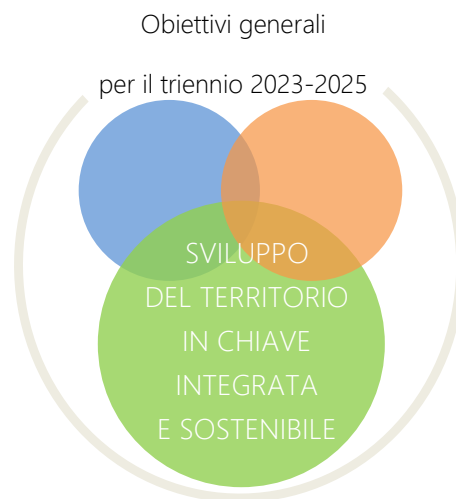 Obiettivi generali
per il triennio 2023-2025
SVILUPPO
DEL TERRITORIO
IN CHIAVE
INTEGRATA
E SOSTENIBILE